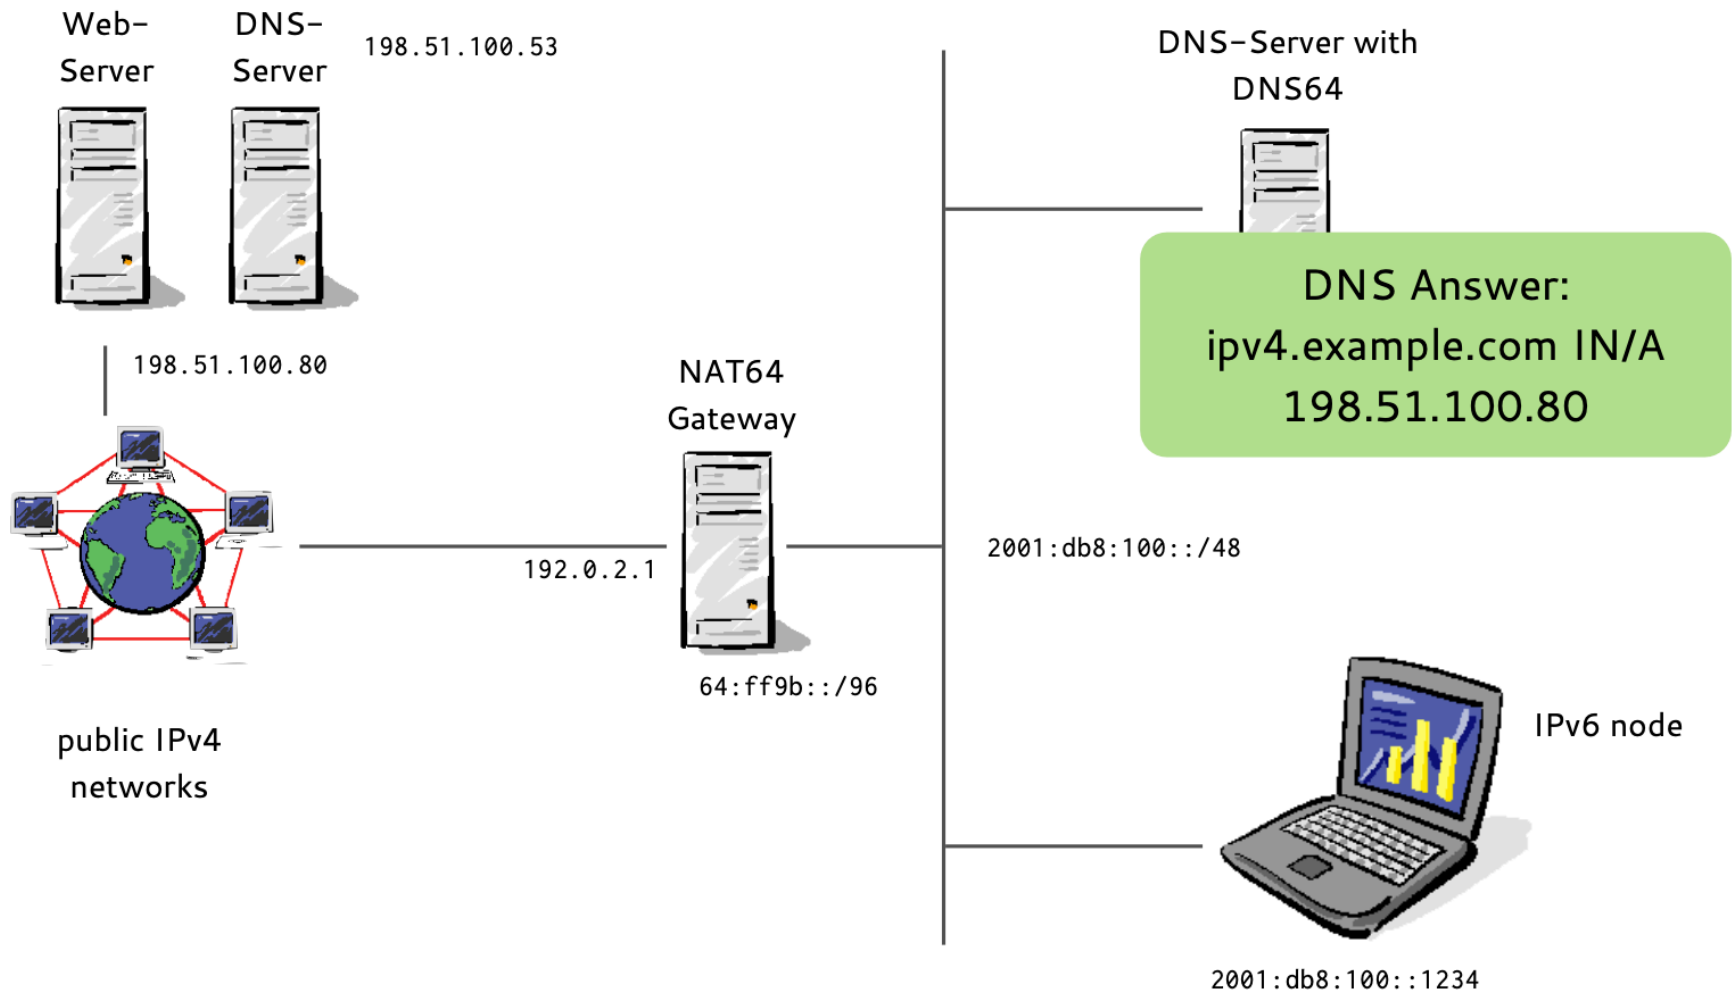 Web-
Server
DNS-
Server
198.51.100.53
DNS-Server with
DNS64
DNS Answer:
ipv4.example.com IN/A
198.51.100.80
198.51.100.80
NAT64
Gateway
192.0.2.1
2001:db8:100::/48
64:ff9b::/96
public IPv4
networks
IPv6 node
2001:db8:100::1234